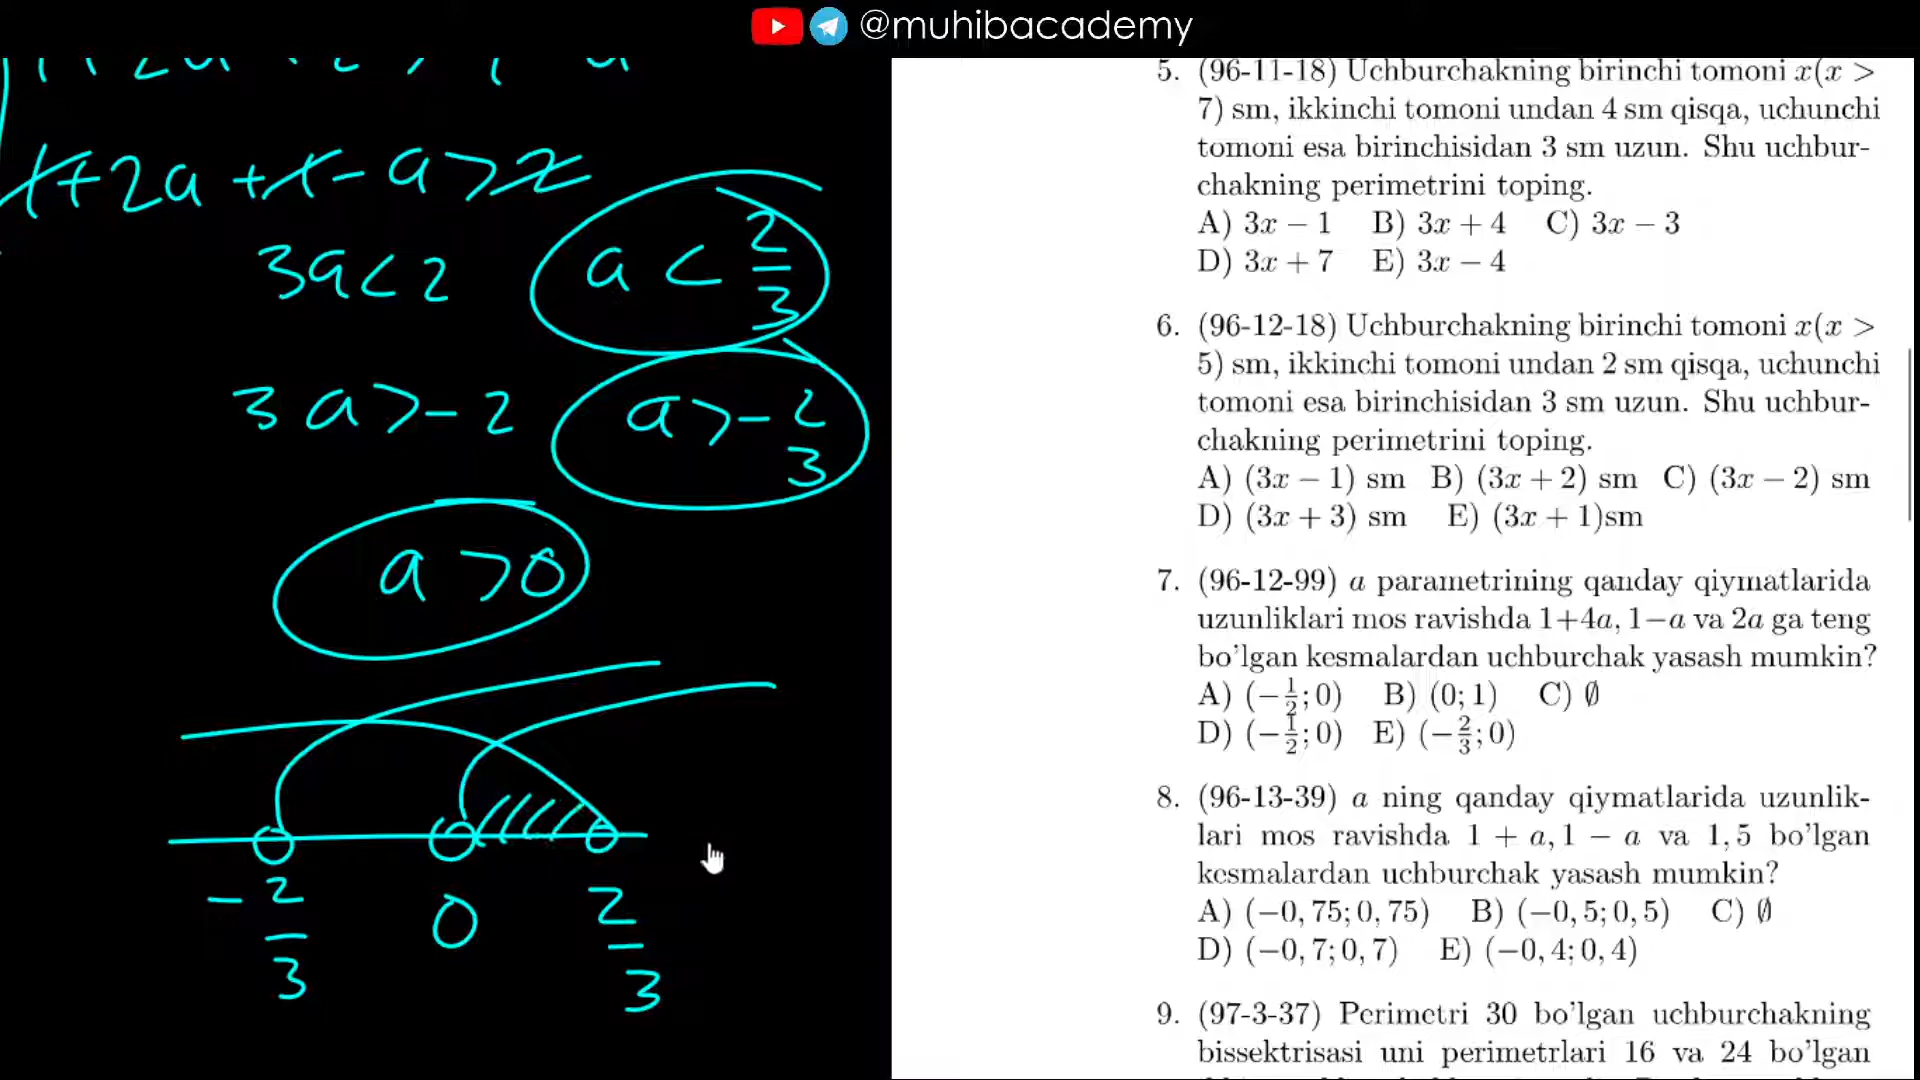 @muhibacademy
+2a + x - a > 2
3a < 2
a < 2/3
3a > -2
a > -2/3
a > 0
-2/3 0 2/3
5. (96-11-18) Uchburchakning birinchi tomoni x(x >
7) sm, ikkinchi tomoni undan 4 sm qisqa, uchunchi
tomoni esa birinchisidan 3 sm uzun. Shu uchbur-
chakning perimetrini toping.
A) 3x − 1 B) 3x + 4 C) 3x − 3
D) 3x + 7 E) 3x − 4
6. (96-12-18) Uchburchakning birinchi tomoni x(x >
5) sm, ikkinchi tomoni undan 2 sm qisqa, uchunchi
tomoni esa birinchisidan 3 sm uzun. Shu uchbur-
chakning perimetrini toping.
A) (3x − 1) sm B) (3x + 2) sm C) (3x − 2) sm
D) (3x + 3) sm E) (3x + 1)sm
7. (96-12-99) a parametrining qanday qiymatlarida
uzunliklari mos ravishda 1+4a, 1−a va 2a ga teng
bo'lgan kesmalardan uchburchak yasash mumkin?
A) (−1/2; 0) B) (0; 1) C) ∅
D) (−1/2; 0) E) (−2/3; 0)
8. (96-13-39) a ning qanday qiymatlarida uzunlik-
lari mos ravishda 1 + a, 1 − a va 1, 5 bo'lgan
kesmalardan uchburchak yasash mumkin?
A) (−0, 75; 0, 75) B) (−0, 5; 0, 5) C) ∅
D) (−0, 7; 0, 7) E) (−0, 4; 0, 4)
9. (97-3-37) Perimetri 30 bo'lgan uchburchakning
bissektrisasi uni perimetrlari 16 va 24 bo'lgan